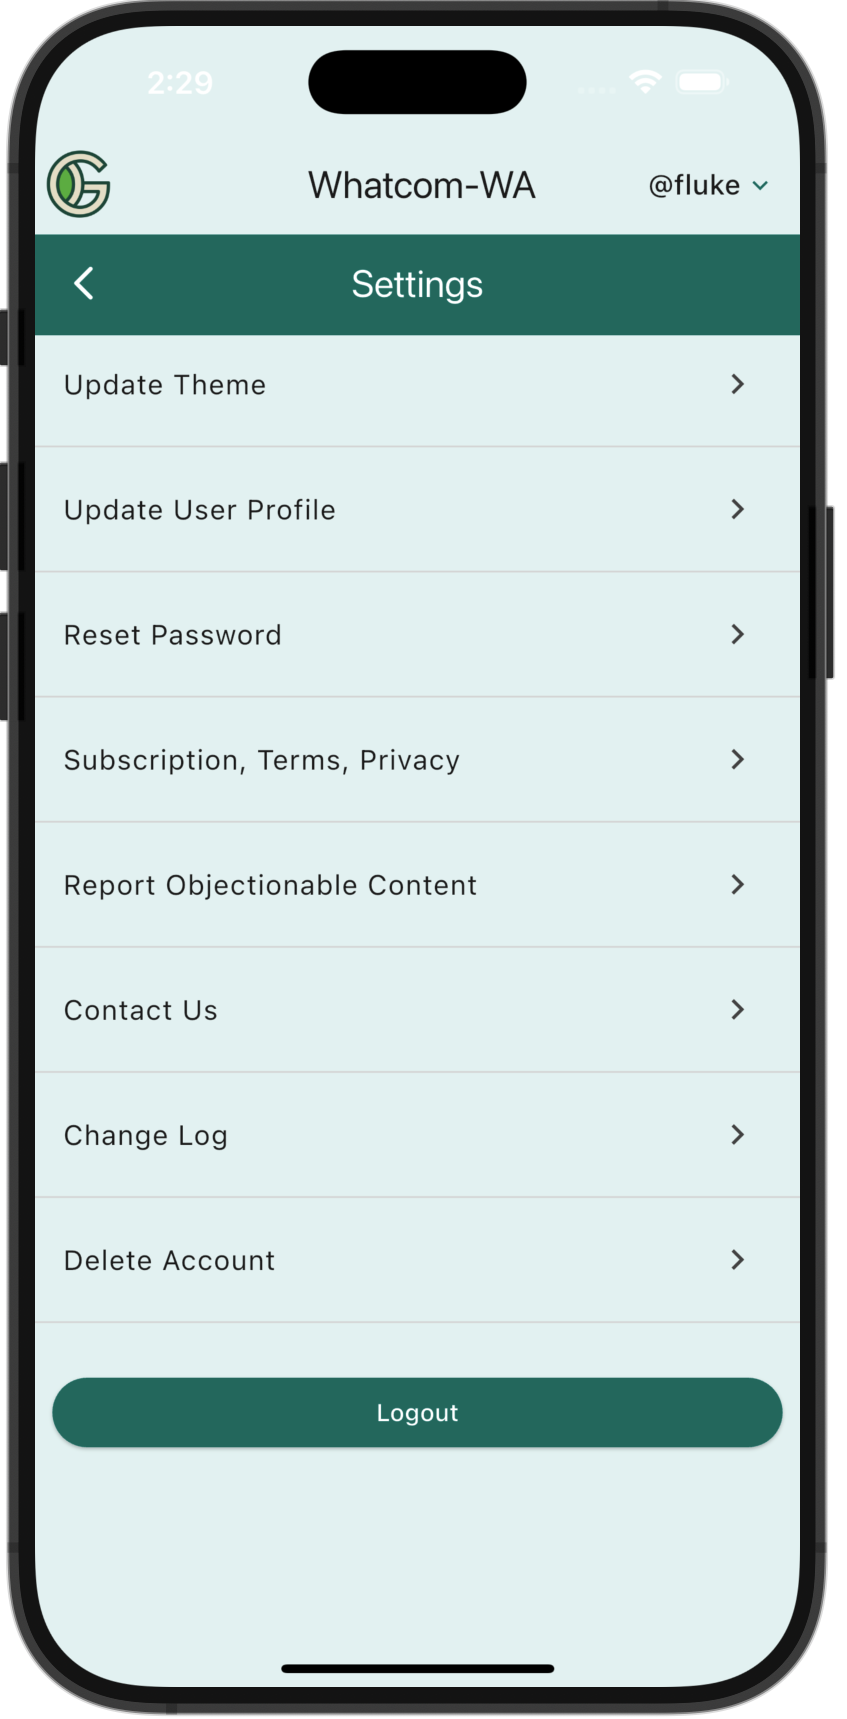 2:29
Whatcom-WA
@fluke
Settings
Update Theme
Update User Profile
Reset Password
Subscription, Terms, Privacy
Report Objectionable Content
Contact Us
Change Log
Delete Account
Logout